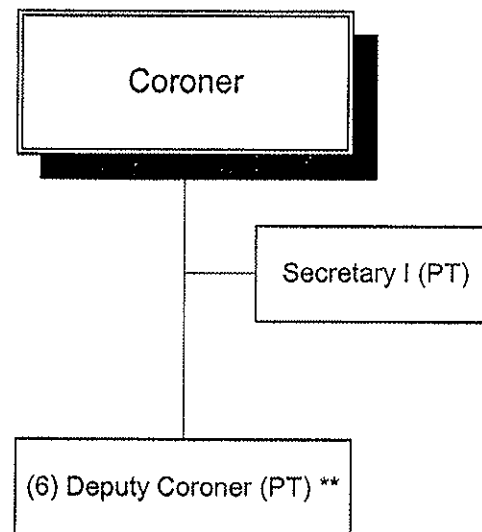 Coroner
Secretary I (PT)
(6) Deputy Coroner (PT) **